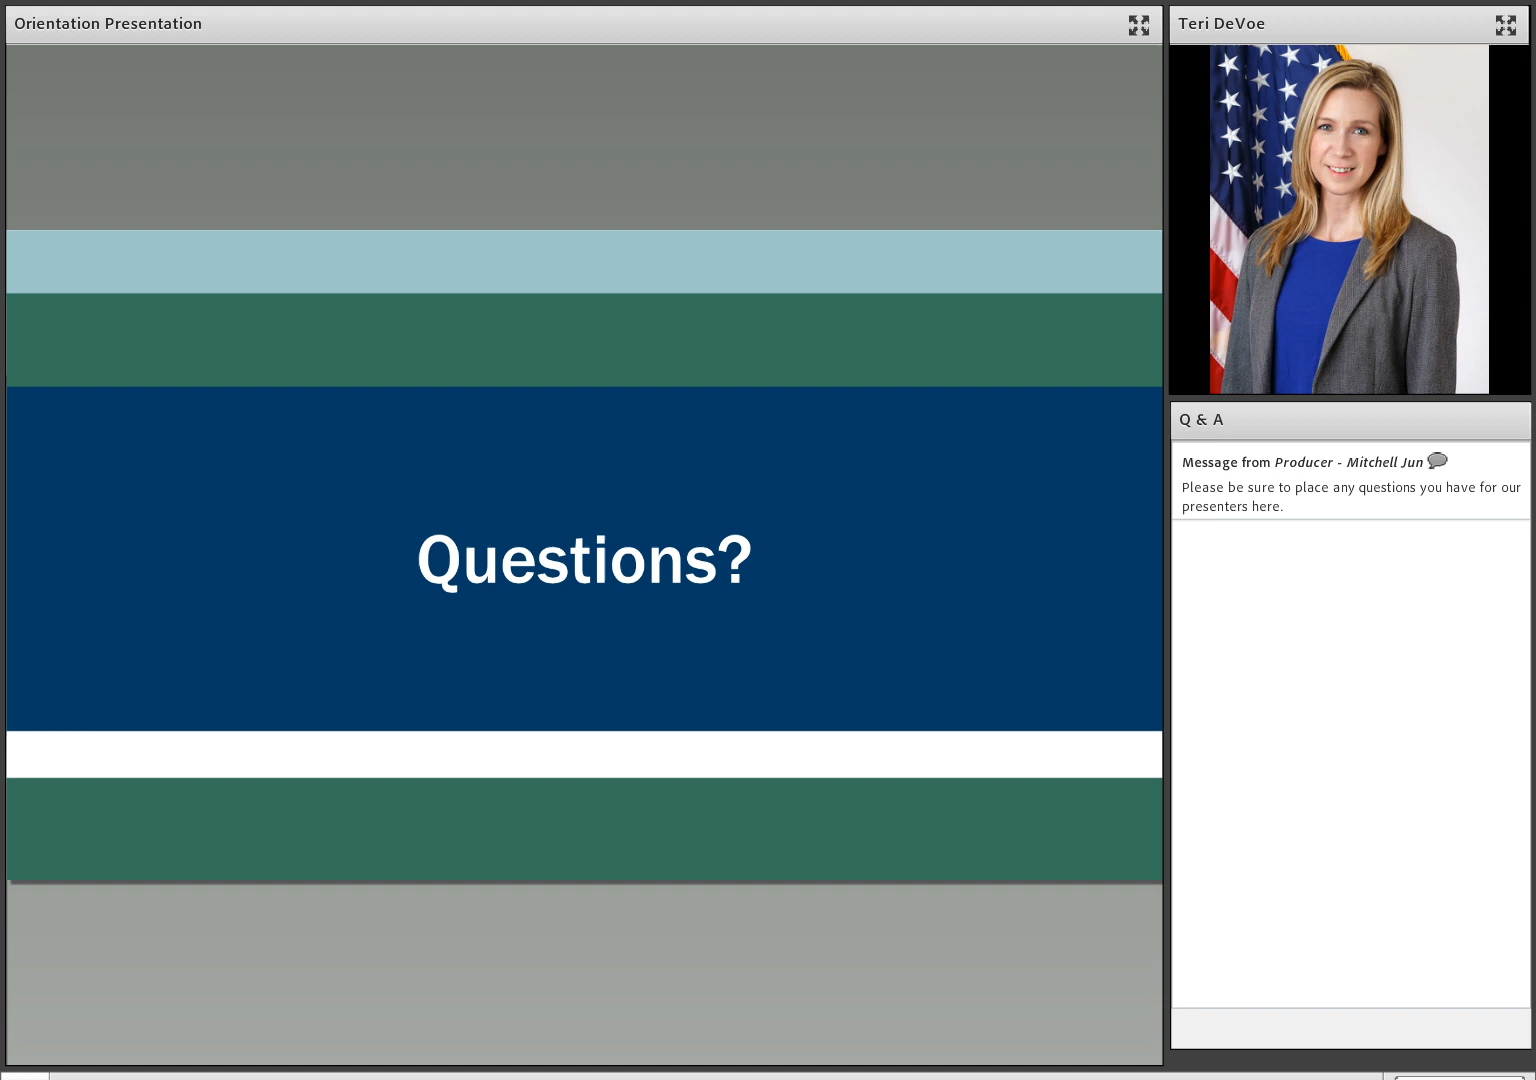 Orientation Presentation
Teri DeVoe
Questions?
Q & A
Message from Producer - Mitchell Jun
Please be sure to place any questions you have for our
presenters here.